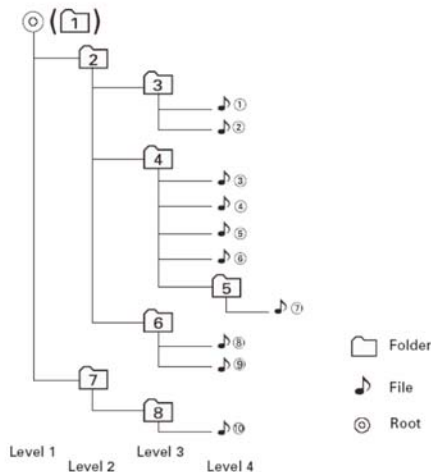 (1)
2
3
①
②
4
③
④
⑤
⑥
5
⑦
6
⑧
⑨
7
8
⑩
Folder
File
Root
Level 1
Level 2
Level 3
Level 4